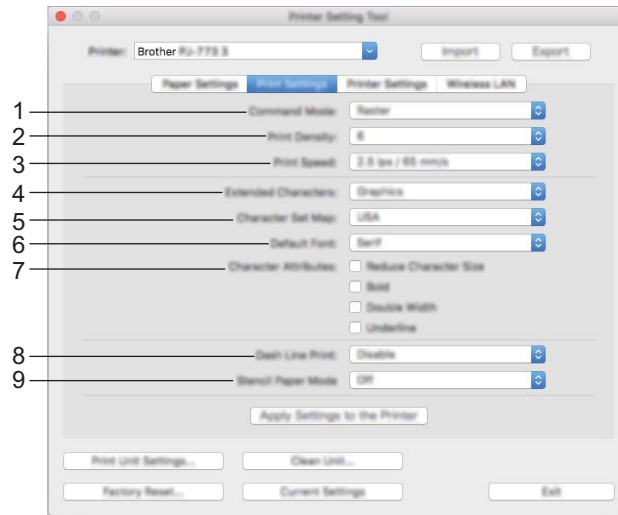 Printer Setting Tool
Printer: Brother PJ-773 3 Import Export
Paper Settings Print Settings Printer Settings Wireless LAN
1 Command Mode: Raster
2 Print Density: 6
3 Print Speed: 2.5 ips / 65 mm/s
4 Extended Characters: Graphics
5 Character Set Map: USA
6 Default Font: Serif
7 Character Attributes: Reduce Character Size
Bold
Double Width
Underline
8 Dash Line Print: Disable
9 Stencil Paper Mode Off
Apply Settings to the Printer
Print Unit Settings... Clean Unit...
Factory Reset... Current Settings Exit